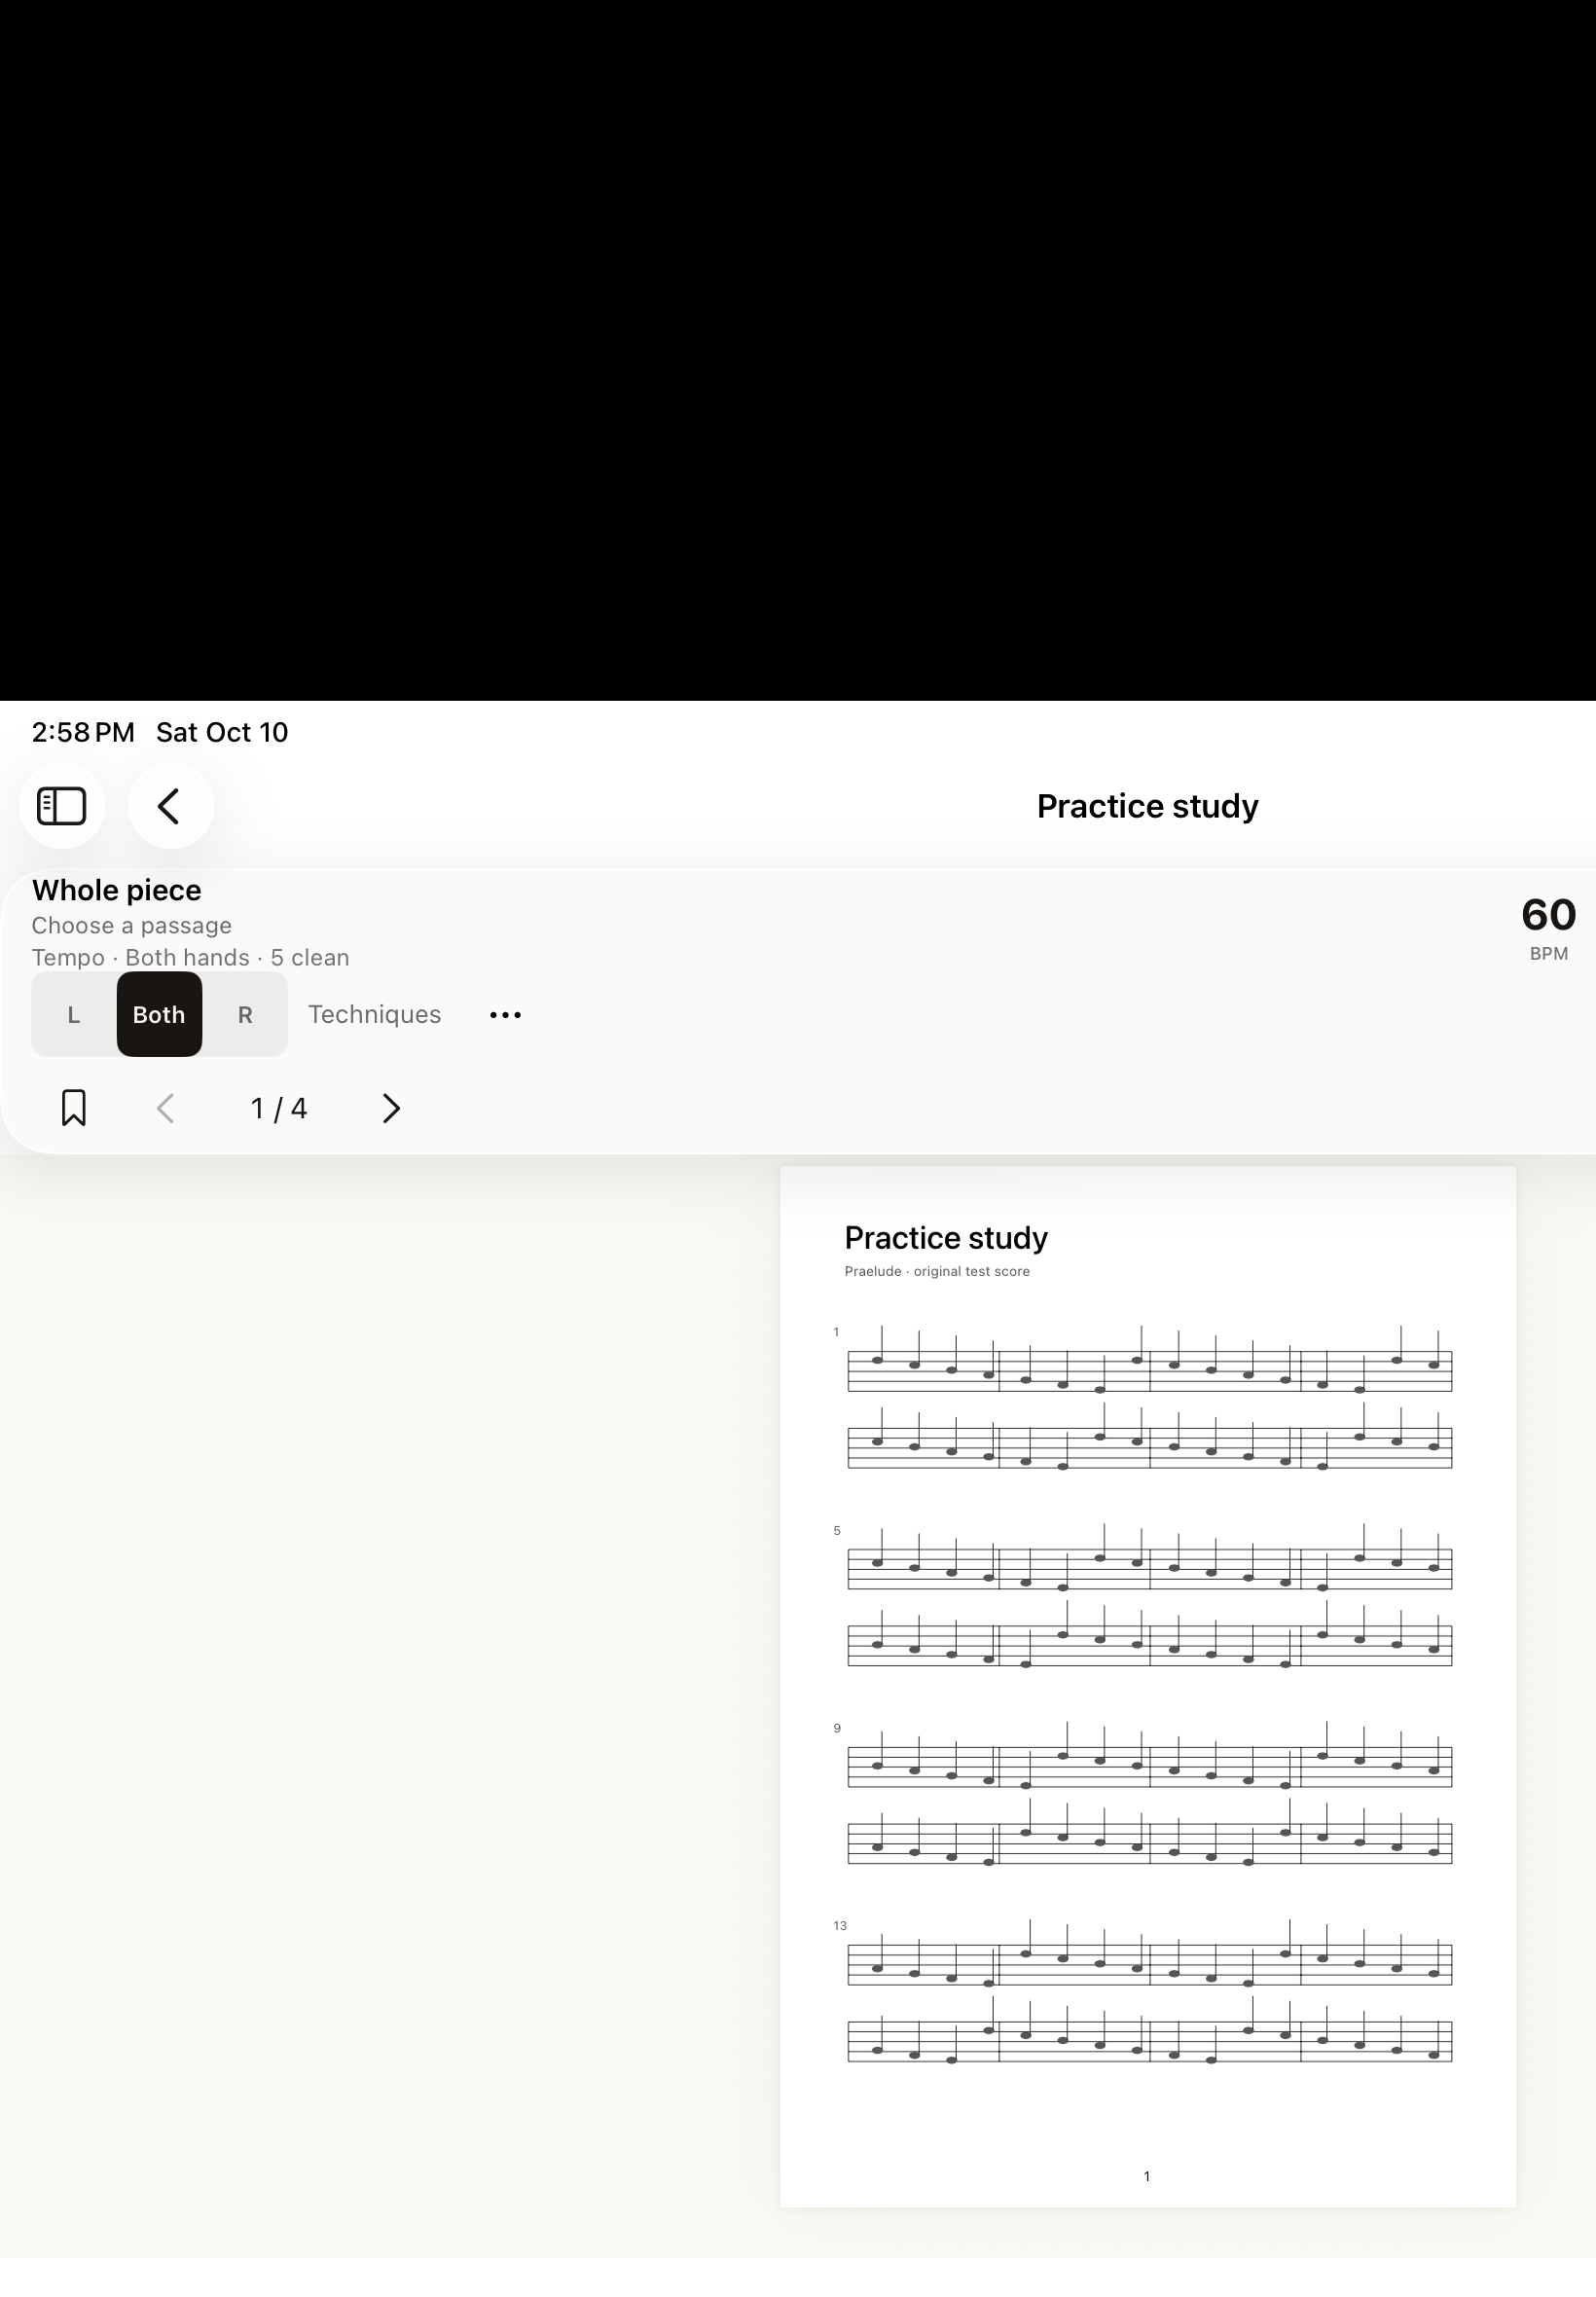 2:58 PM Sat Oct 10
Practice study
Whole piece
Choose a passage
Tempo · Both hands · 5 clean
60
BPM
L Both R Techniques
1 / 4
Practice study
Praelude · original test score
1
5
9
13
1